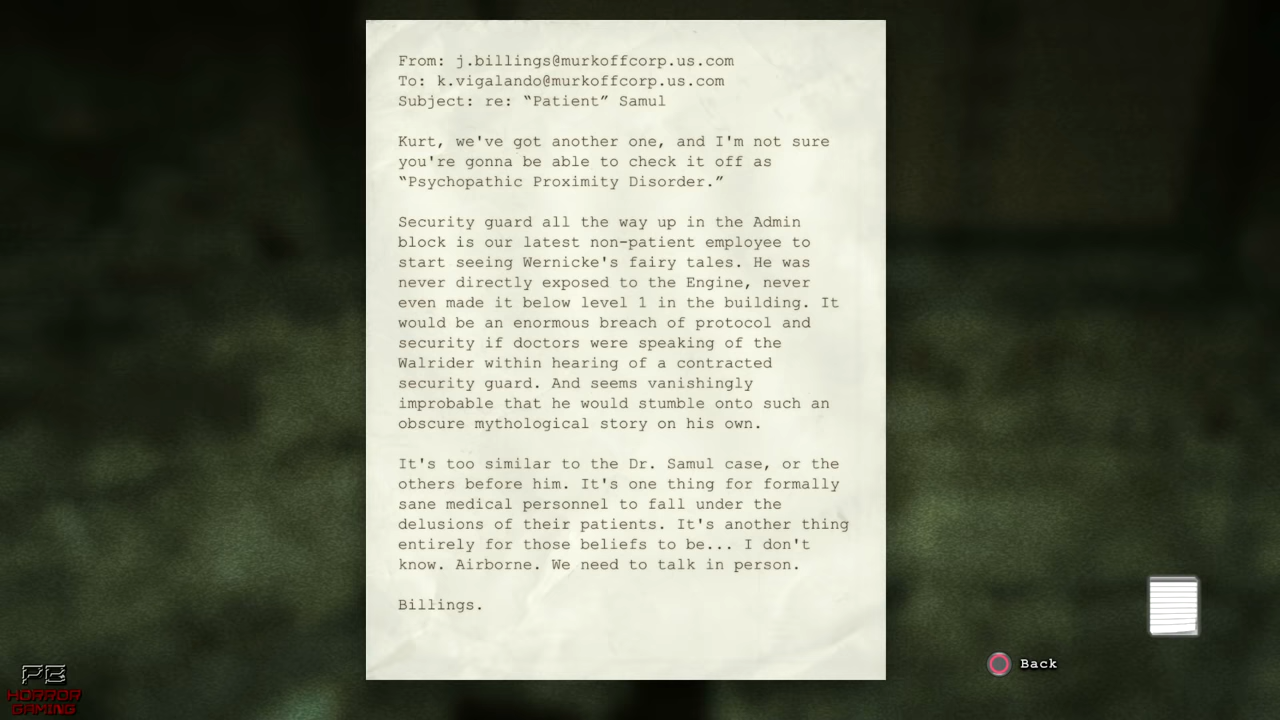 From: j.billings@murkoffcorp.us.com
To: k.vigalando@murkoffcorp.us.com
Subject: re: “Patient” Samul
Kurt, we've got another one, and I'm not sure
you're gonna be able to check it off as
“Psychopathic Proximity Disorder.”
Security guard all the way up in the Admin
block is our latest non-patient employee to
start seeing Wernicke's fairy tales. He was
never directly exposed to the Engine, never
even made it below level 1 in the building. It
would be an enormous breach of protocol and
security if doctors were speaking of the
Walrider within hearing of a contracted
security guard. And seems vanishingly
improbable that he would stumble onto such an
obscure mythological story on his own.
It's too similar to the Dr. Samul case, or the
others before him. It's one thing for formally
sane medical personnel to fall under the
delusions of their patients. It's another thing
entirely for those beliefs to be... I don't
know. Airborne. We need to talk in person.
Billings.
Back
PB
HORROR
GAMING